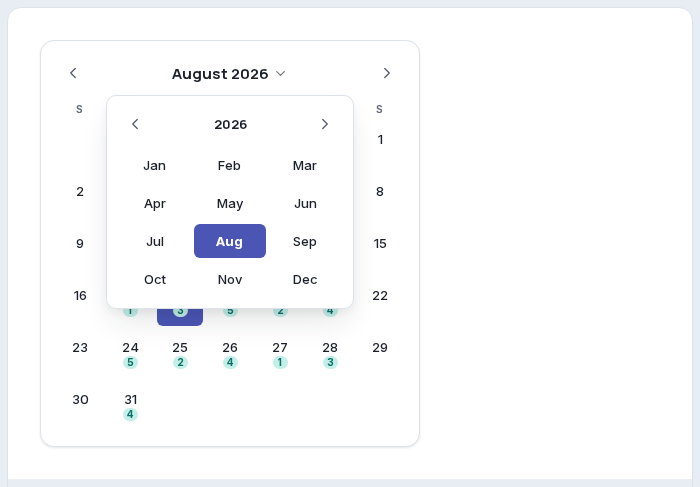 August 2026
S S
2026
1
Jan Feb Mar
2 8
Apr May Jun
9 Jul Aug Sep 15
Oct Nov Dec
16 22
1 3 5 2 4
23 24 25 26 27 28 29
5 2 4 1 3
30 31
4